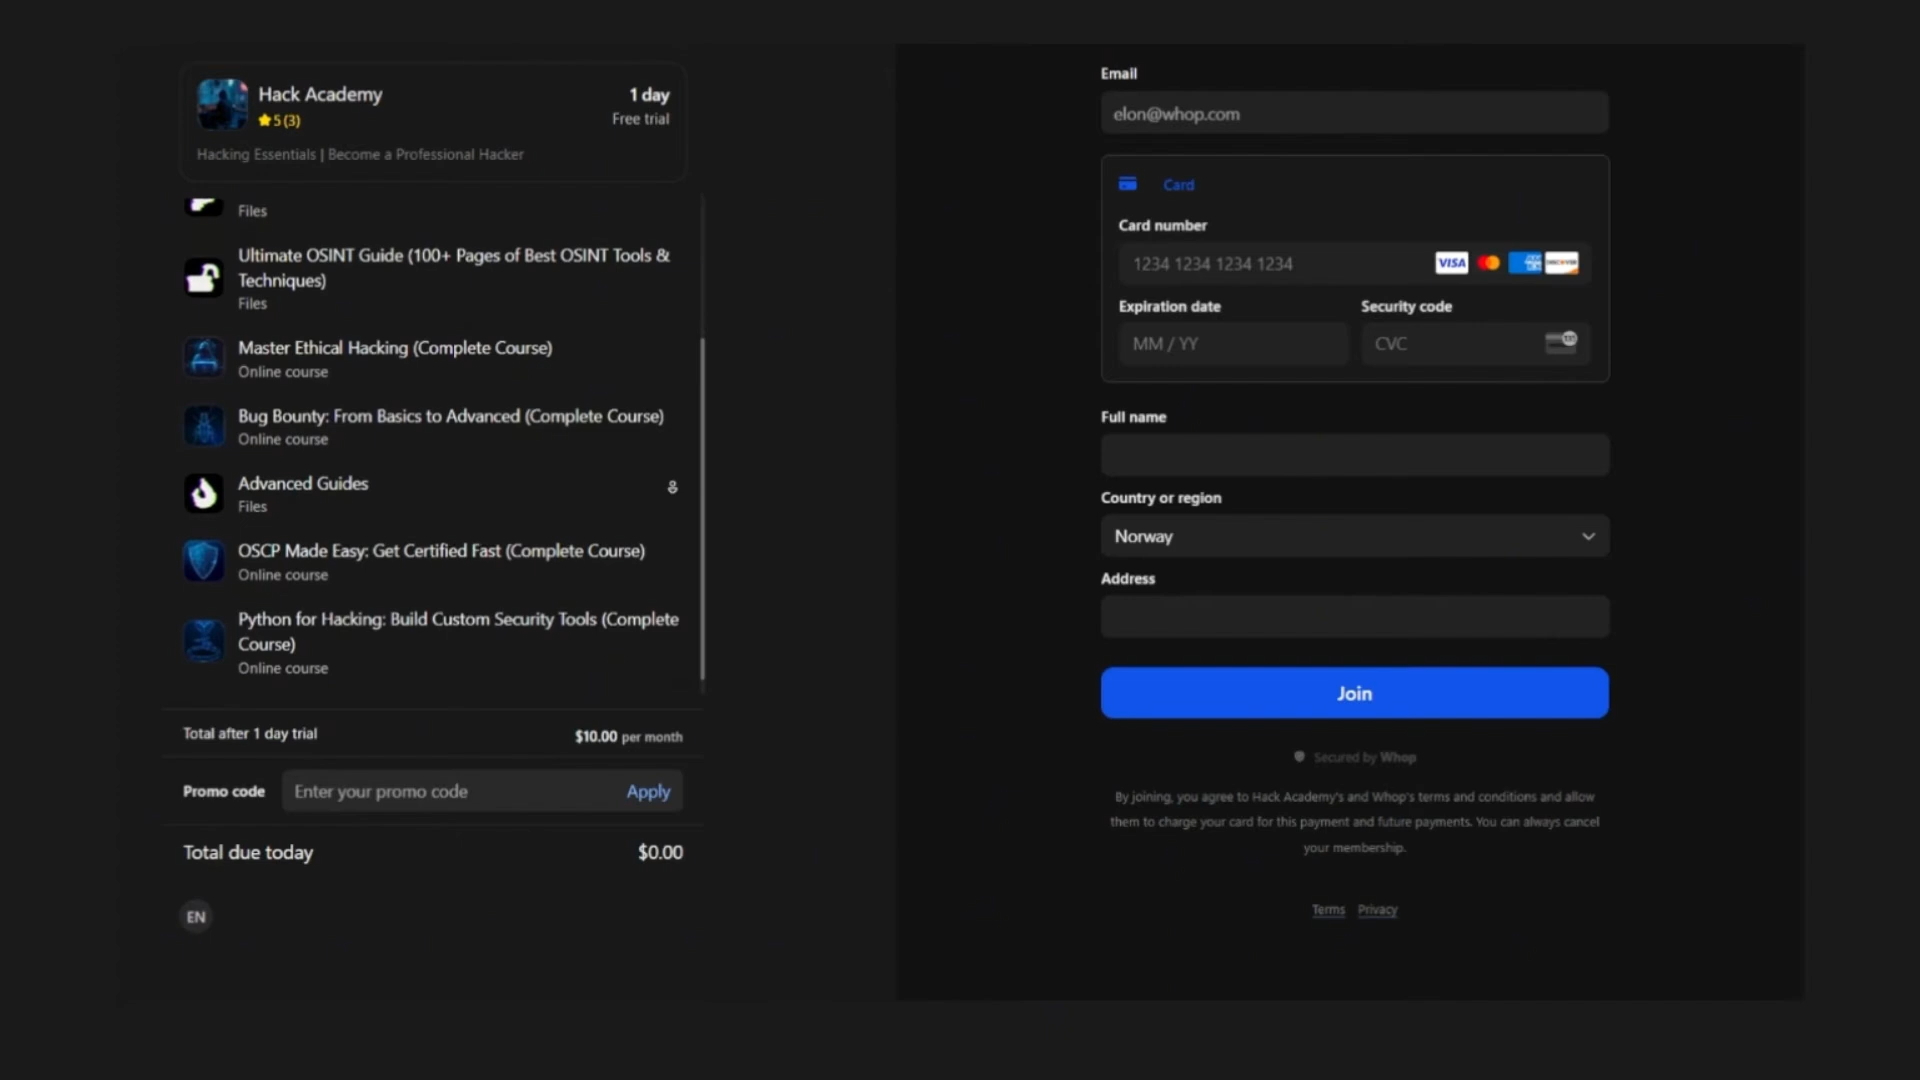 Hack Academy
1 day
5 (3)
Free trial
Hacking Essentials | Become a Professional Hacker
Files
Ultimate OSINT Guide (100+ Pages of Best OSINT Tools &
Techniques)
Files
Master Ethical Hacking (Complete Course)
Online course
Bug Bounty: From Basics to Advanced (Complete Course)
Online course
Advanced Guides
Files
OSCP Made Easy: Get Certified Fast (Complete Course)
Online course
Python for Hacking: Build Custom Security Tools (Complete
Course)
Online course
Total after 1 day trial
$10.00 per month
Promo code
Enter your promo code
Apply
Total due today
$0.00
EN
Email
elon@whop.com
Card
Card number
1234 1234 1234 1234
VISA
DISCOVER
Expiration date
Security code
MM / YY
CVC
Full name
Country or region
Norway
Address
Join
Secured by Whop
By joining, you agree to Hack Academy's and Whop's terms and conditions and allow
them to charge your card for this payment and future payments. You can always cancel
your membership.
Terms
Privacy